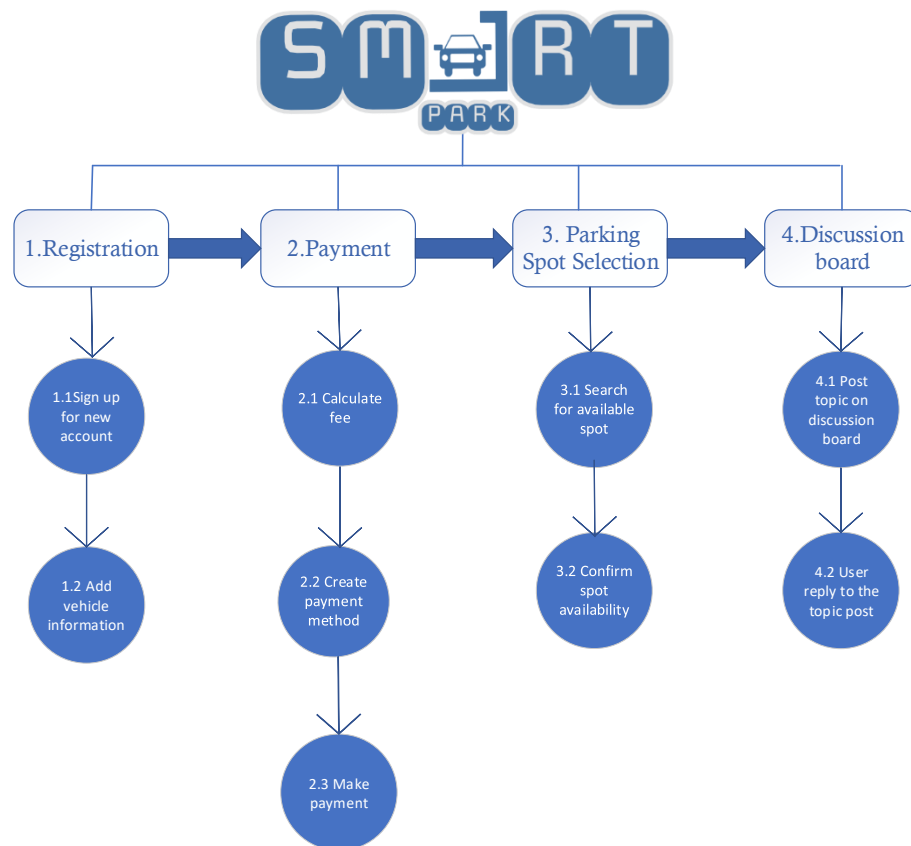 SMART
PARK
1.Registration
2.Payment
3. Parking
Spot Selection
4.Discussion
board
1.1Sign up
for new
account
2.1 Calculate
fee
3.1 Search
for available
spot
4.1 Post
topic on
discussion
board
1.2 Add
vehicle
information
2.2 Create
payment
method
3.2 Confirm
spot
availability
4.2 User
reply to the
topic post
2.3 Make
payment